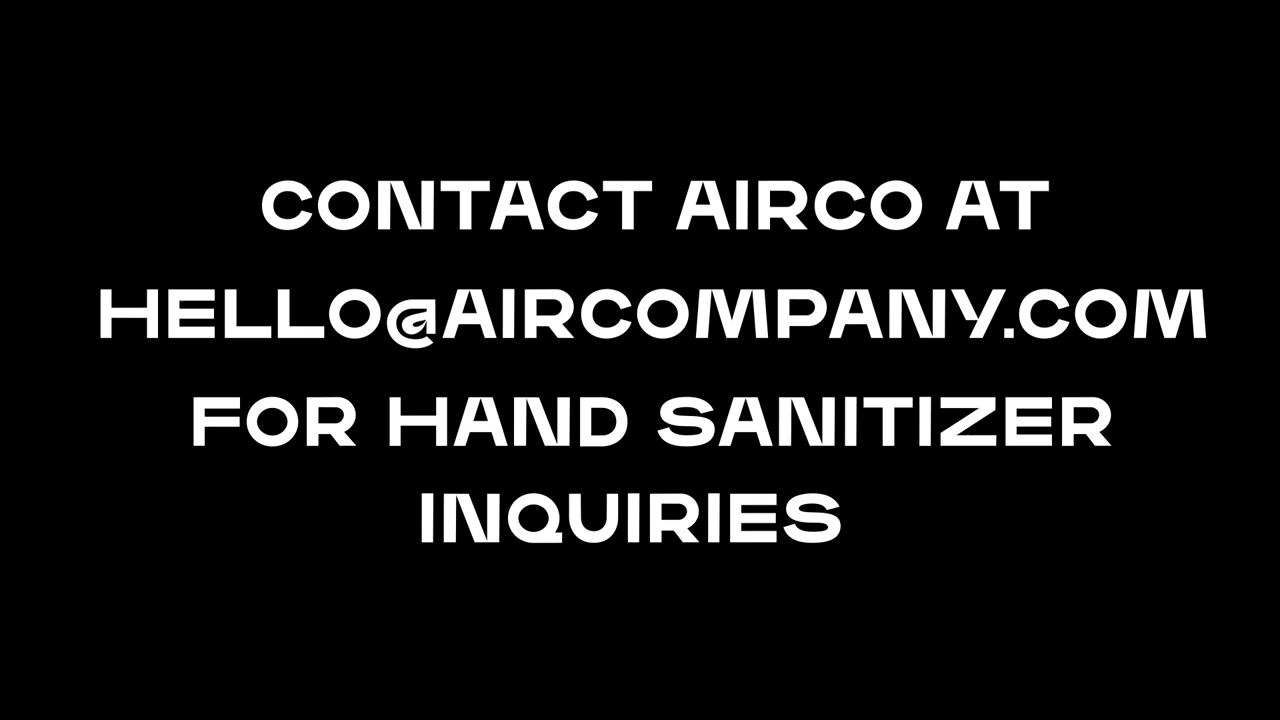 CONTACT AIRCO AT
HELLO@AIRCOMPANY.COM
FOR HAND SANITIZER
INQUIRIES